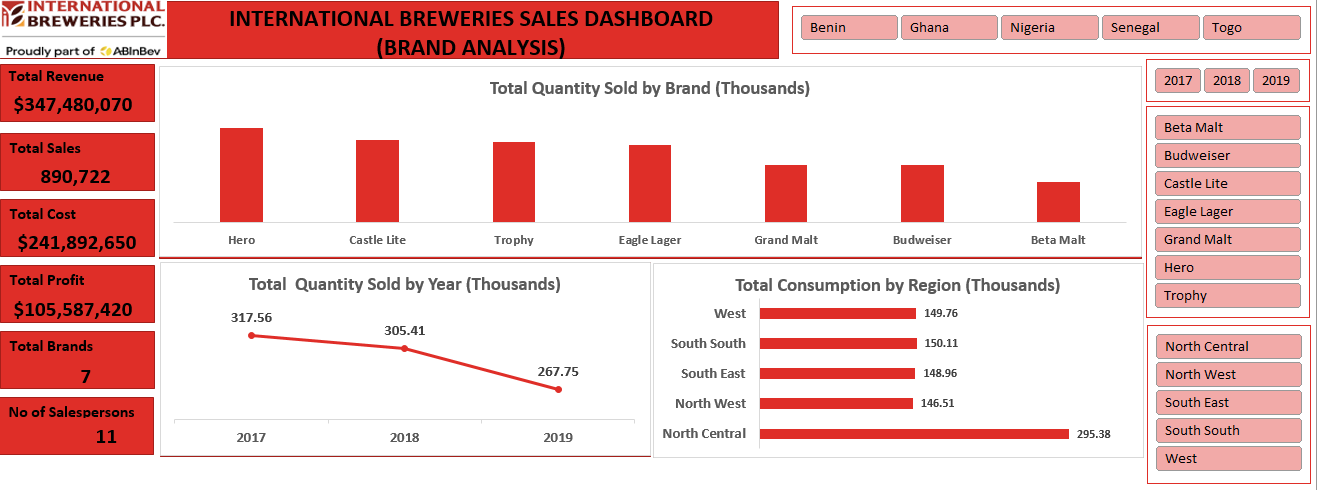 INTERNATIONAL
BREWERIES PLC.
Proudly part of ABInBev
INTERNATIONAL BREWERIES SALES DASHBOARD
(BRAND ANALYSIS)
Benin
Ghana
Nigeria
Senegal
Togo
Total Revenue
$347,480,070
Total Sales
890,722
Total Cost
$241,892,650
Total Profit
$105,587,420
Total Brands
7
No of Salespersons
11
Total Quantity Sold by Brand (Thousands)
Hero
Castle Lite
Trophy
Eagle Lager
Grand Malt
Budweiser
Beta Malt
Total  Quantity Sold by Year (Thousands)
317.56
305.41
267.75
2017
2018
2019
Total Consumption by Region (Thousands)
West 149.76
South South 150.11
South East 148.96
North West 146.51
North Central 295.38
2017
2018
2019
Beta Malt
Budweiser
Castle Lite
Eagle Lager
Grand Malt
Hero
Trophy
North Central
North West
South East
South South
West